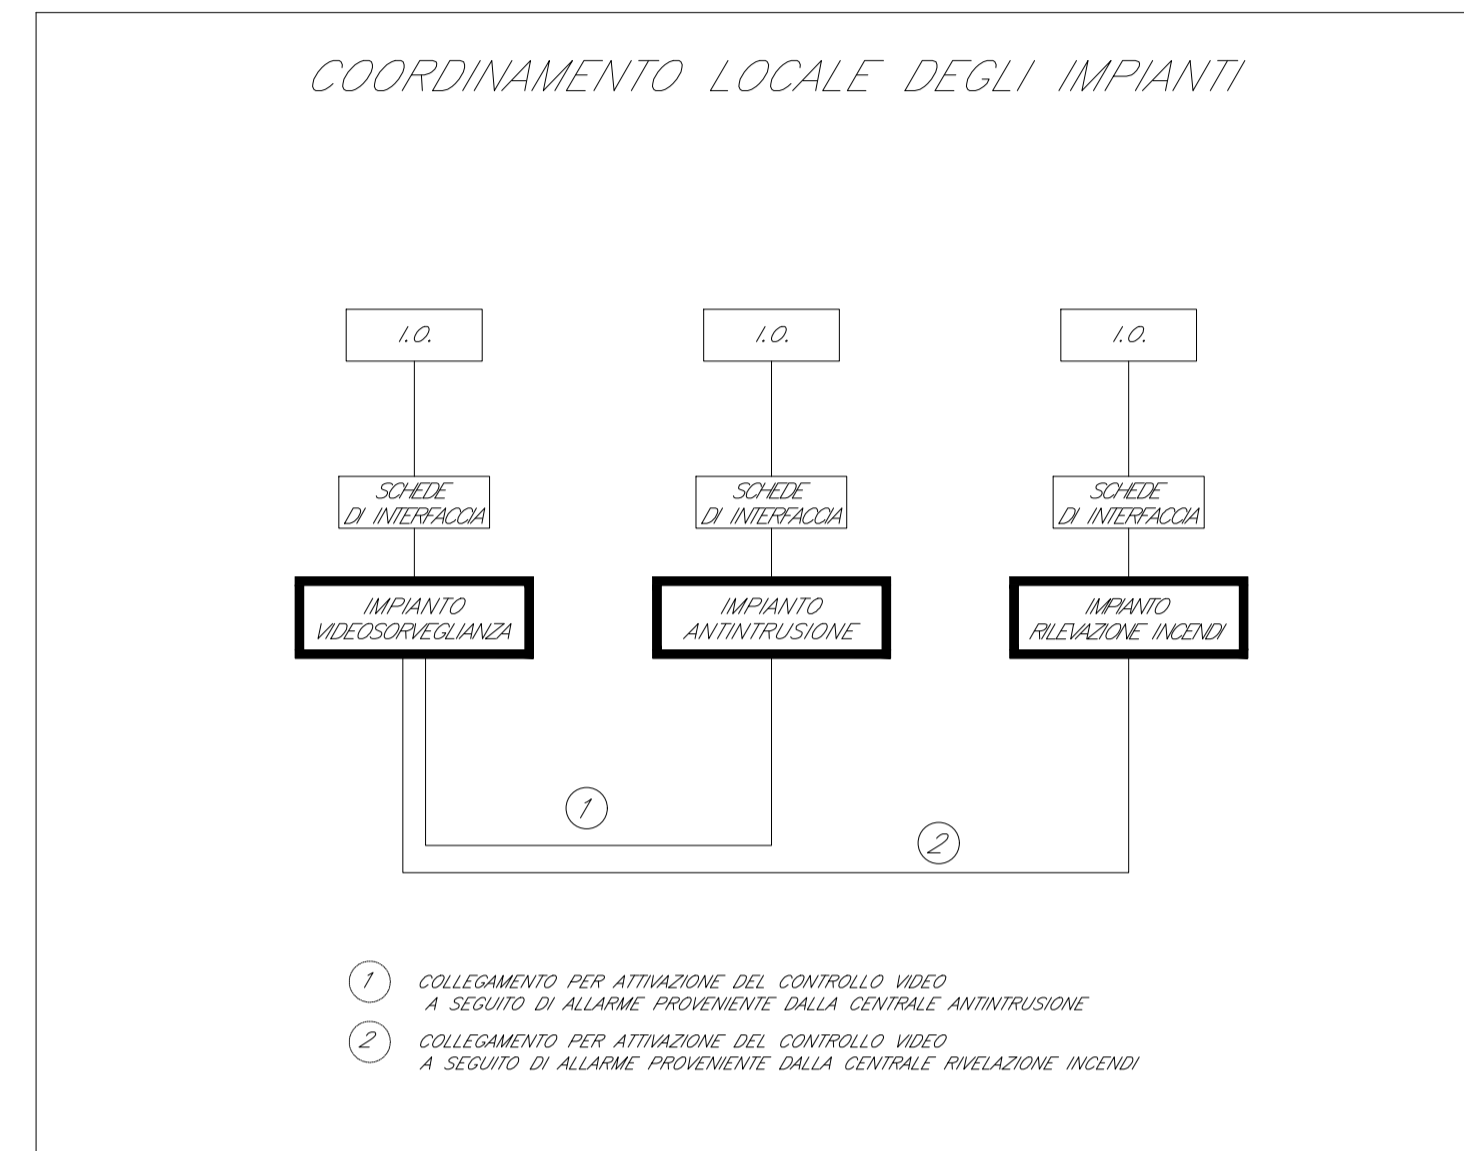 COORDINAMENTO LOCALE DEGLI IMPIANTI
I.O.
I.O.
I.O.
SCHEDE
DI INTERFACCIA
SCHEDE
DI INTERFACCIA
SCHEDE
DI INTERFACCIA
IMPIANTO
VIDEOSORVEGLIANZA
IMPIANTO
ANTINTRUSIONE
IMPIANTO
RILEVAZIONE INCENDI
1
2
1 COLLEGAMENTO PER ATTIVAZIONE DEL CONTROLLO VIDEO
A SEGUITO DI ALLARME PROVENIENTE DALLA CENTRALE ANTINTRUSIONE
2 COLLEGAMENTO PER ATTIVAZIONE DEL CONTROLLO VIDEO
A SEGUITO DI ALLARME PROVENIENTE DALLA CENTRALE RIVELAZIONE INCENDI